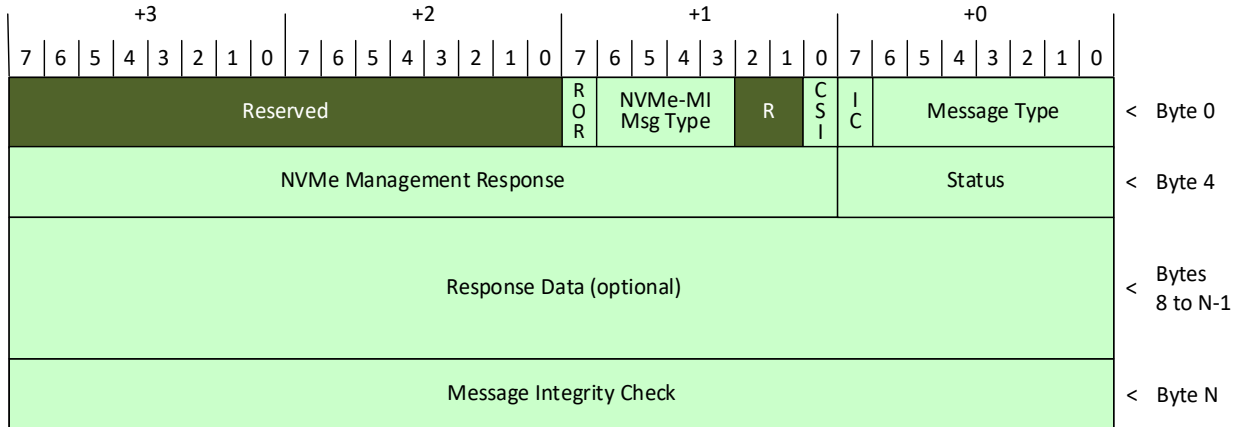 +3 +2 +1 +0
7 6 5 4 3 2 1 0 7 6 5 4 3 2 1 0 7 6 5 4 3 2 1 0 7 6 5 4 3 2 1 0
Reserved
R
O
R
NVMe-MI
Msg Type
R
C
S
I
I
C
Message Type
< Byte 0
NVMe Management Response
Status
< Byte 4
Response Data (optional)
< Bytes
8 to N-1
Message Integrity Check
< Byte N